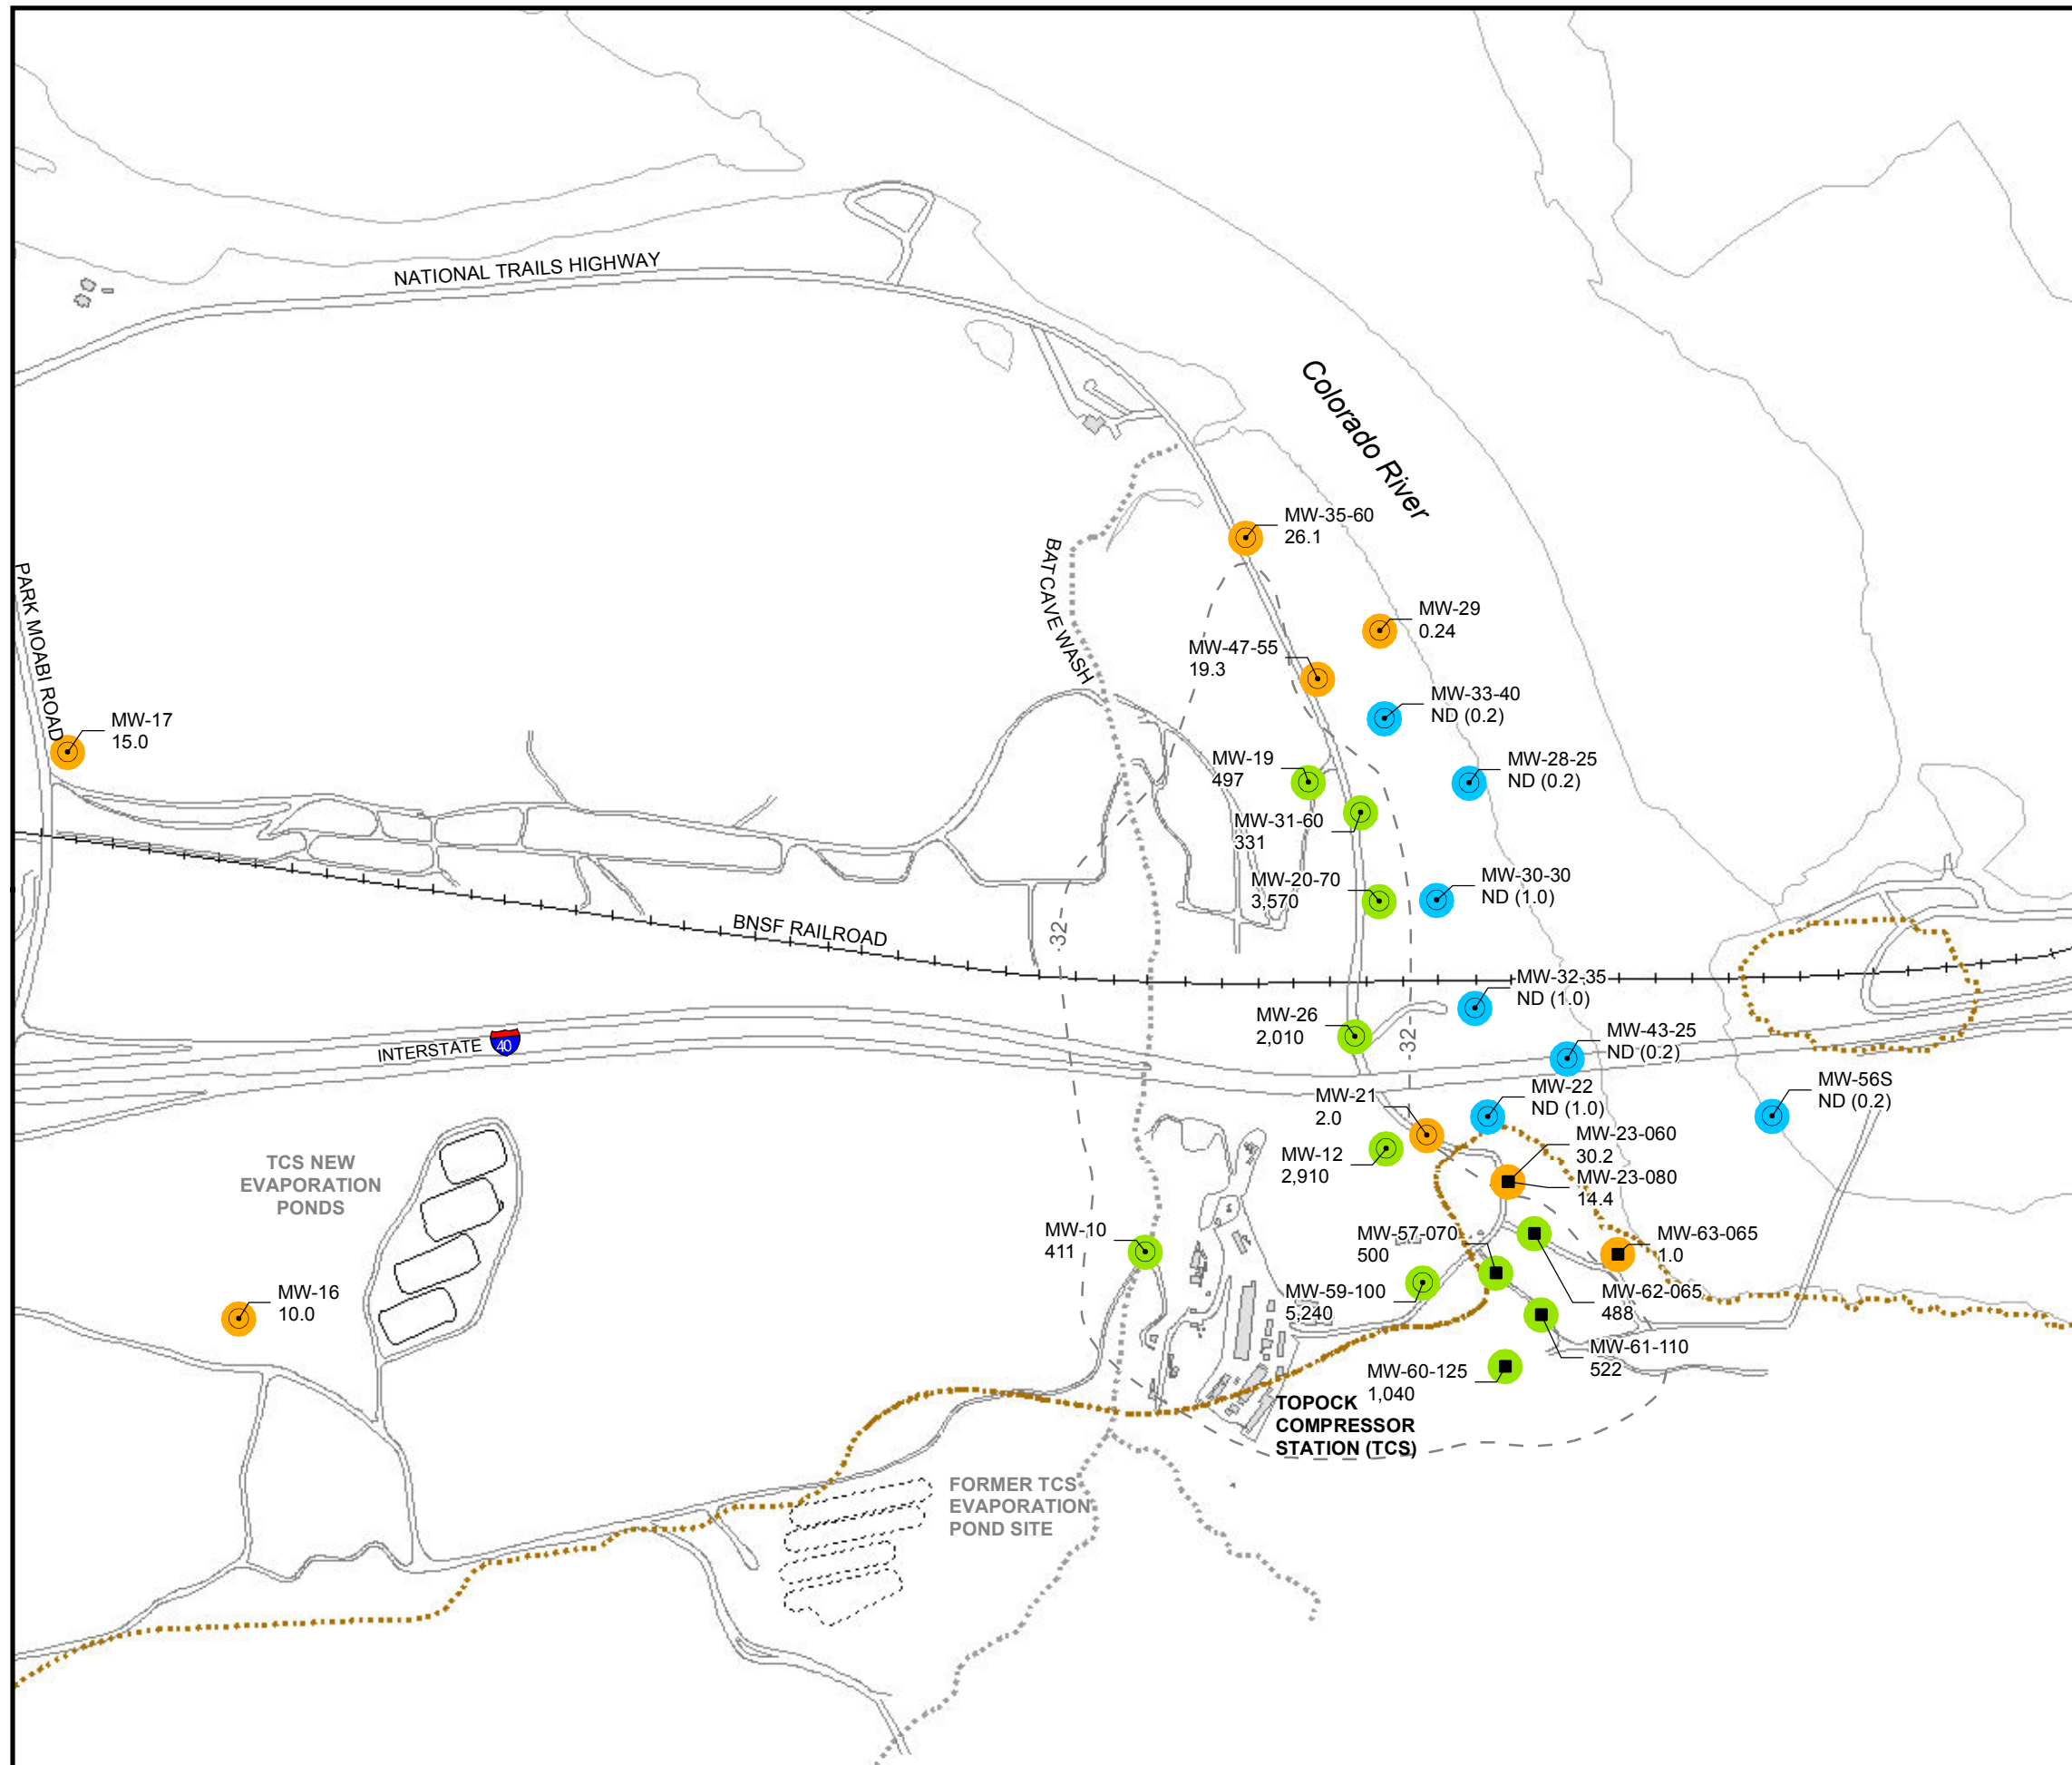 NATIONAL TRAILS HIGHWAY
Colorado River
MW-35-60
26.1
BATCAVE WASH
PARK MOABI ROAD
MW-29
0.24
MW-47-55
19.3
MW-33-40
ND (0.2)
MW-17
15.0
MW-19
497
MW-28-25
ND (0.2)
MW-31-60
331
MW-20-70
3,570
MW-30-30
ND (1.0)
32
BNSF RAILROAD
MW-32-35
ND (1.0)
MW-26
2,010
32
MW-43-25
ND (0.2)
INTERSTATE 40
MW-21
2.0
MW-22
ND (1.0)
MW-56S
ND (0.2)
MW-12
2,910
MW-23-060
30.2
MW-23-080
14.4
TCS NEW
EVAPORATION
PONDS
MW-10
411
MW-57-070
500
MW-63-065
1.0
MW-16
10.0
MW-59-100
5,240
MW-62-065
488
MW-61-110
522
MW-60-125
1,040
TOPOCK
COMPRESSOR
STATION (TCS)
FORMER TCS
EVAPORATION
POND SITE